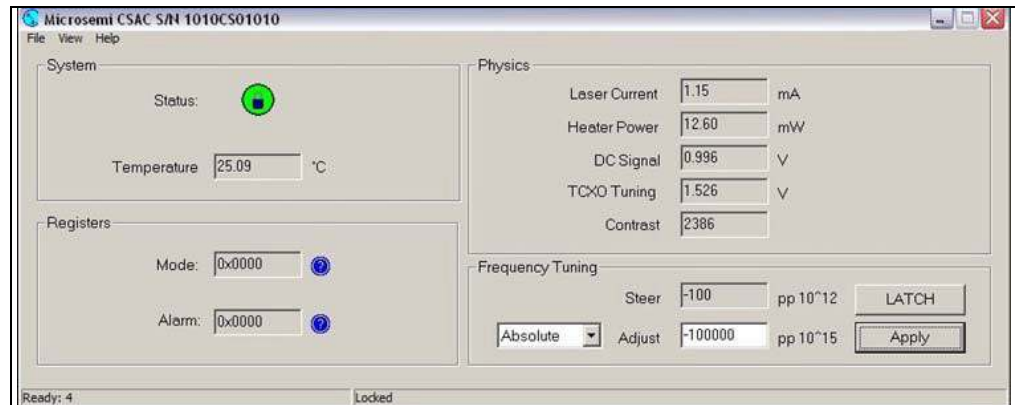 Microsemi CSAC S/N 1010CS01010
File View Help
System
Status:
Temperature 25.09 °C
Registers
Mode: 0x0000 ?
Alarm: 0x0000 ?
Physics
Laser Current 1.15 mA
Heater Power 12.60 mW
DC Signal 0.996 V
TCXO Tuning 1.526 V
Contrast 2386
Frequency Tuning
Steer -100 pp 10^12 LATCH
Absolute Adjust -100000 pp 10^15 Apply
Ready: 4 Locked